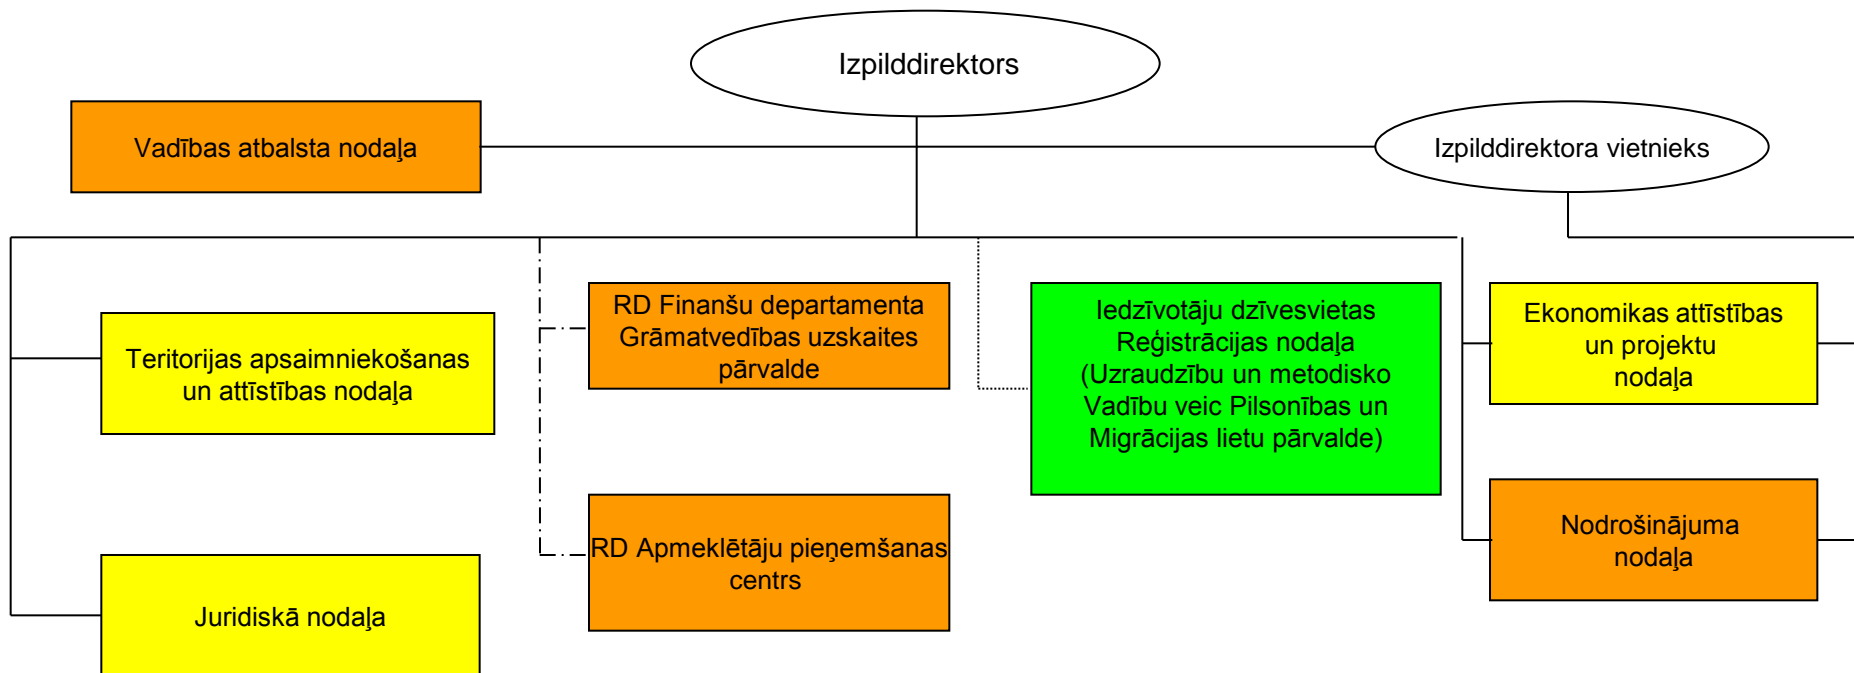 Izpilddirektors
Vadības atbalsta nodaļa
Izpilddirektora vietnieks
Teritorijas apsaimniekošanas
un attīstības nodaļa
Juridiskā nodaļa
RD Finanšu departamenta
Grāmatvedības uzskaites
pārvalde
RD Apmeklētāju pieņemšanas
centrs
Iedzīvotāju dzīvesvietas
Reģistrācijas nodaļa
(Uzraudzību un metodisko
Vadību veic Pilsonības un
Migrācijas lietu pārvalde)
Ekonomikas attīstības
un projektu
nodaļa
Nodrošinājuma
nodaļa